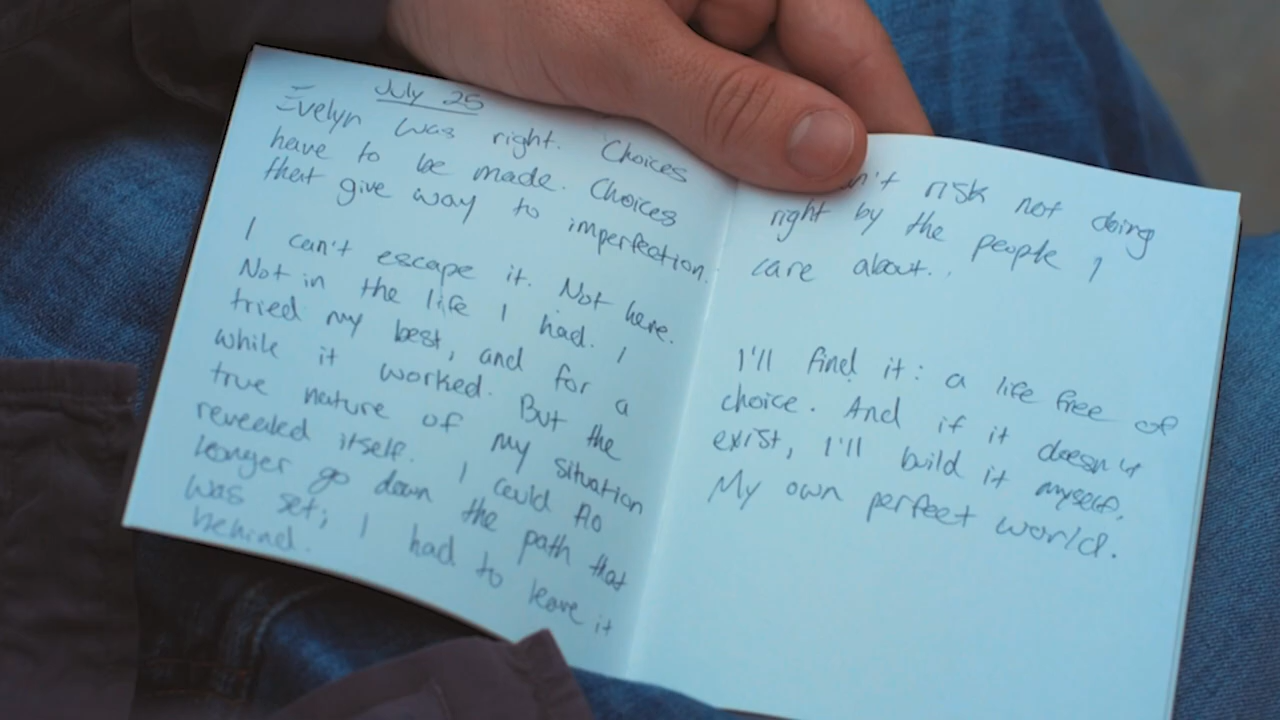 July 25
Evelyn was right. Choices
have to be made. Choices
that give way to imperfection.
I can't escape it. Not here.
Not in the life I had. I
tried my best, and for a
while it worked. But the
true nature of my situation
revealed itself. I could no
longer go down the path that
was set; I had to leave it
behind.
risk not doing
right by the people I
care about..
I'll find it: a life free of
choice. And if it doesn't
exist, I'll build it myself.
My own perfect world.